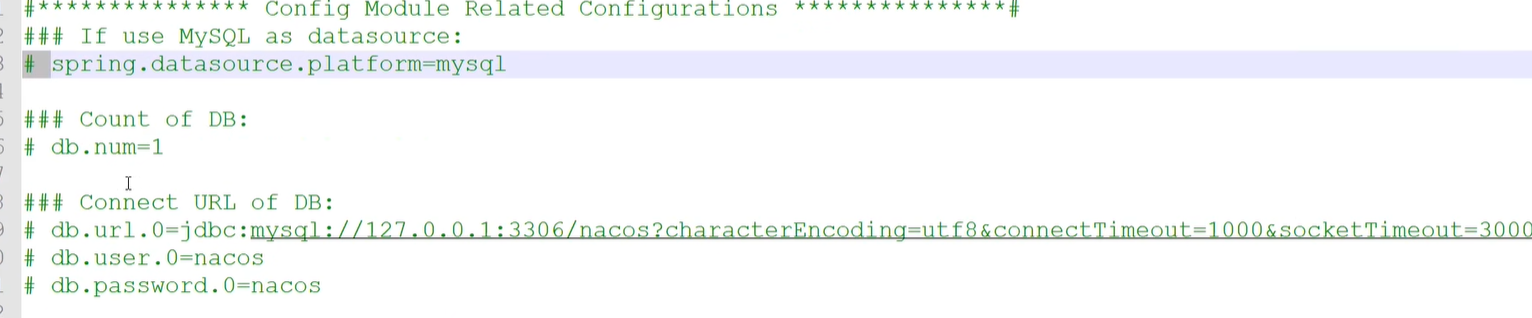 #*************** Config Module Related Configurations ***************#
### If use MySQL as datasource:
# spring.datasource.platform=mysql
### Count of DB:
# db.num=1
### Connect URL of DB:
# db.url.0=jdbc:mysql://127.0.0.1:3306/nacos?characterEncoding=utf8&connectTimeout=1000&socketTimeout=3000
# db.user.0=nacos
# db.password.0=nacos